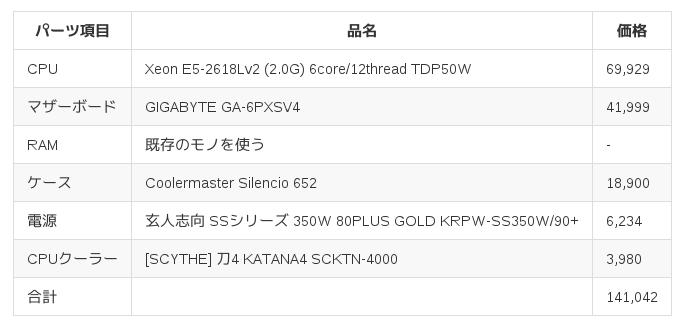 パーツ項目 品名 価格
CPU Xeon E5-2618Lv2 (2.0G) 6core/12thread TDP50W 69,929
マザーボード GIGABYTE GA-6PXSV4 41,999
RAM 既存のモノを使う -
ケース Coolermaster Silencio 652 18,900
電源 玄人志向 SSシリーズ 350W 80PLUS GOLD KRPW-SS350W/90+ 6,234
CPUクーラー [SCYTHE] 刀4 KATANA4 SCKTN-4000 3,980
合計 141,042